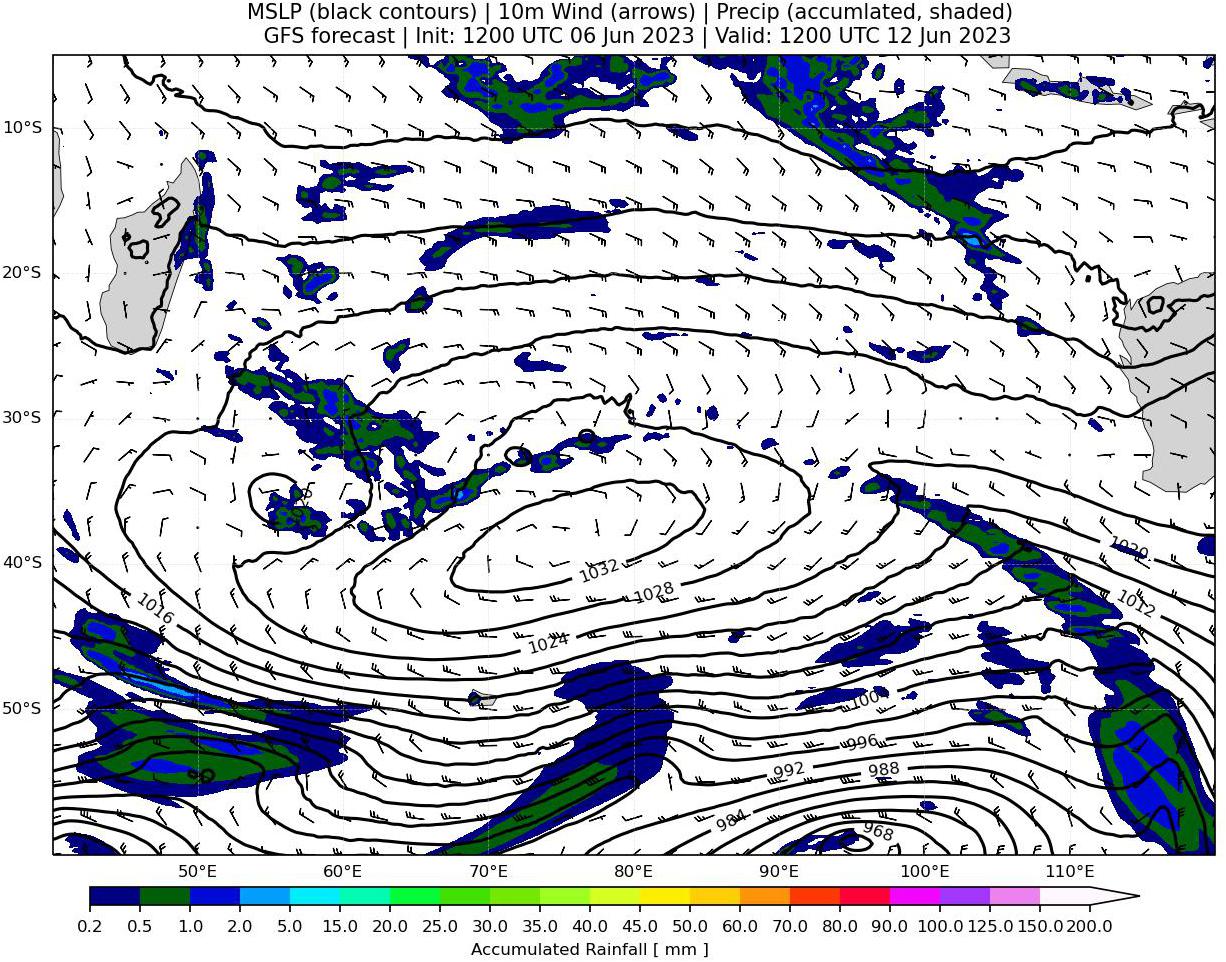 MSLP (black contours) | 10m Wind (arrows) | Precip (accumlated, shaded)
GFS forecast | Init: 1200 UTC 06 Jun 2023 | Valid: 1200 UTC 12 Jun 2023
10°S
20°S
30°S
1032
1020
40°S
1028
1016
1012
1024
50°S
996
992
988
984
968
50°E 60°E 70°E 80°E 90°E 100°E 110°E
0.2 0.5 1.0 2.0 5.0 10.0 15.0 20.0 25.0 30.0 35.0 40.0 45.0 50.0 60.0 70.0 80.0 90.0 100.0 125.0 150.0 200.0
Accumulated Rainfall [ mm ]